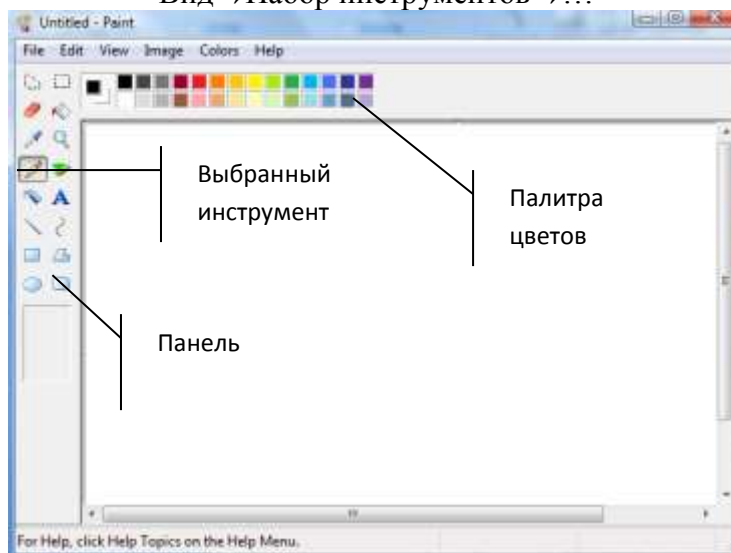 Вид→Набор инструментов→…
Untitled - Paint
File Edit View Image Colors Help
Выбранный
инструмент
Палитра
цветов
Панель
For Help, click Help Topics on the Help Menu.